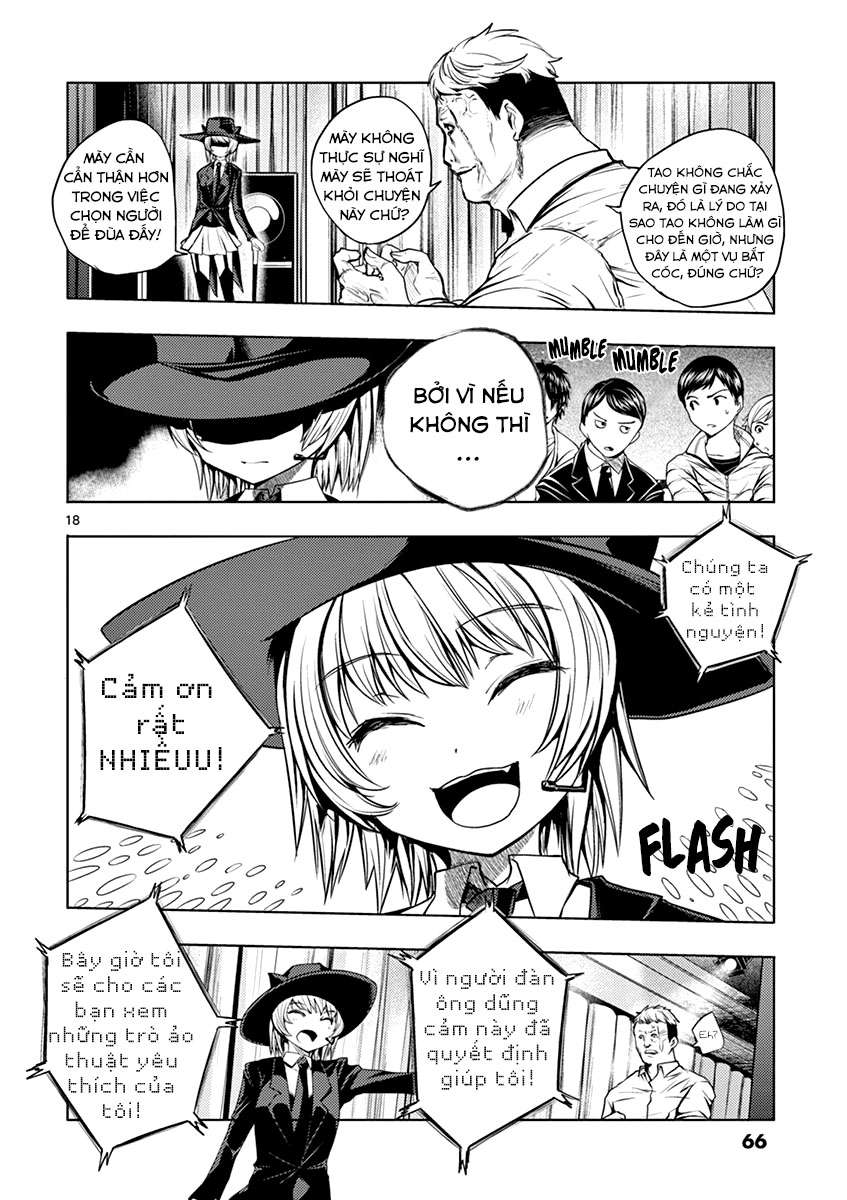 TAO KHÔNG CHẮC
CHUYỆN GÌ ĐANG XẢY
RA, ĐÓ LÀ LÝ DO TẠI
SAO TAO KHÔNG LÀM GÌ
CHO ĐẾN GIỜ, NHƯNG
ĐÂY LÀ MỘT VỤ BẮT
CÓC, ĐÚNG CHỨ?
MÀY KHÔNG
THỰC SỰ NGHĨ
MÀY SẼ THOÁT
KHỎI CHUYỆN
NÀY CHỨ?
MÀY CẦN
CẨN THẬN HƠN
TRONG VIỆC
CHỌN NGƯỜI
ĐỂ ĐÙA ĐẤY!
MUMBLE
MUMBLE
BỞI VÌ NẾU
KHÔNG THÌ
...
18
Chúng ta
có một
kẻ tình
nguyện!
Cảm ơn
rất
NHIỀUU!
FLASH
Eh?
Vì người đàn
ông dũng
cảm này đã
quyết định
giúp tôi!
Bây giờ tôi
sẽ cho các
bạn xem
những trò ảo
thuật yêu
thích của
tôi!
66